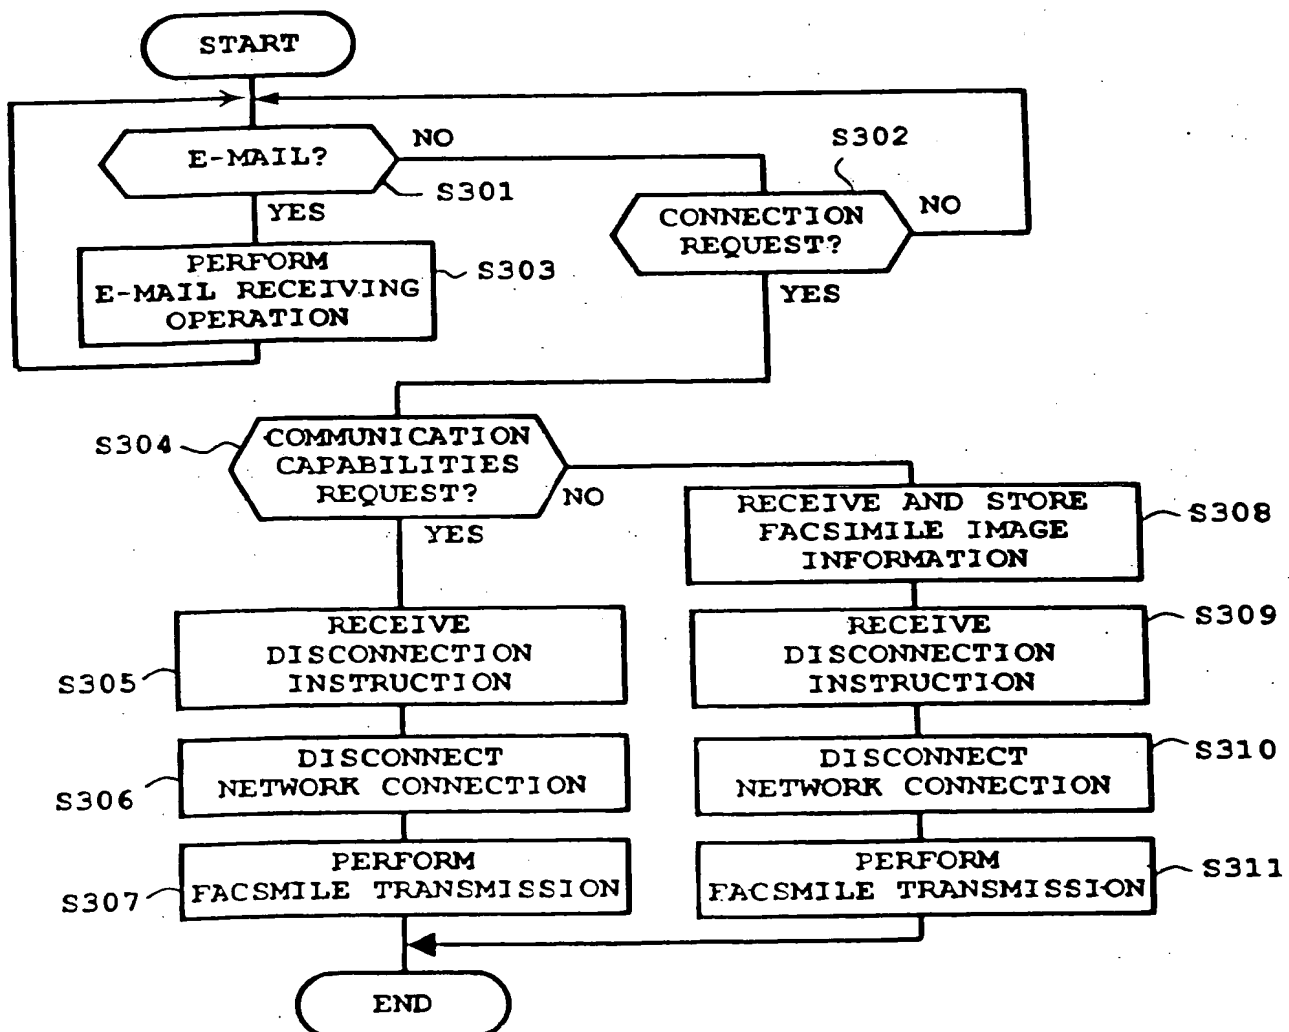 START
E-MAIL?
NO
S301
YES
S302
CONNECTION
REQUEST?
NO
YES
PERFORM
E-MAIL RECEIVING
OPERATION
S303
S304
COMMUNICATION
CAPABILITIES
REQUEST?
NO
YES
RECEIVE AND STORE
FACSIMILE IMAGE
INFORMATION
S308
RECEIVE
DISCONNECTION
INSTRUCTION
S305
RECEIVE
DISCONNECTION
INSTRUCTION
S309
DISCONNECT
NETWORK CONNECTION
S306
DISCONNECT
NETWORK CONNECTION
S310
PERFORM
FACSMILE TRANSMISSION
S307
PERFORM
FACSMILE TRANSMISSION
S311
END